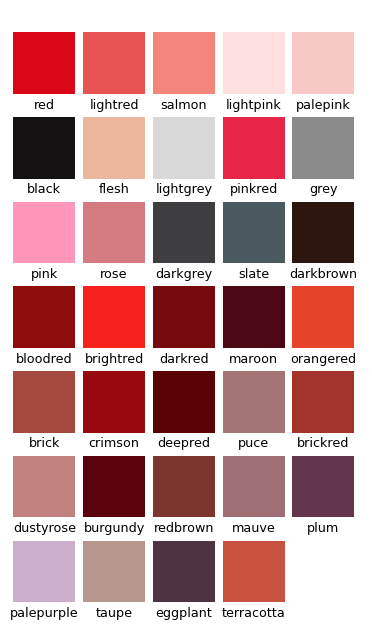 red lightred salmon lightpink palepink
black flesh lightgrey pinkred grey
pink rose darkgrey slate darkbrown
bloodred brightred darkred maroon orangered
brick crimson deepred puce brickred
dustyrose burgundy redbrown mauve plum
palepurple taupe eggplant terracotta